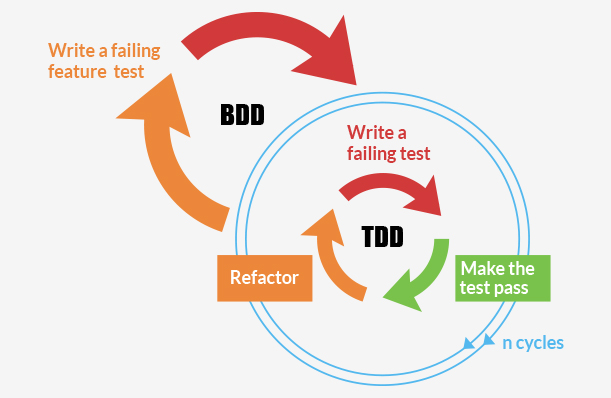 Write a failing
feature test
BDD
Write a
failing test
TDD
Refactor
Make the
test pass
n cycles